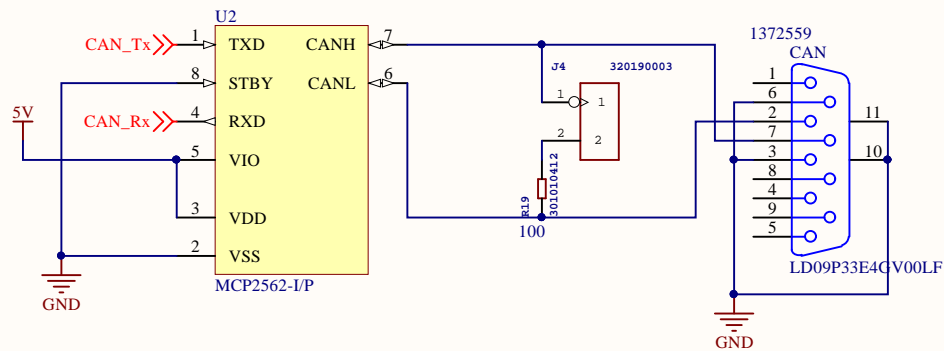 U2
CAN_Tx
1
TXD
CANH
7
8
STBY
CANL
6
CAN_Rx
4
RXD
5V
5
VIO
3
VDD
2
VSS
MCP2562-I/P
GND
J4
320190003
1
1
2
2
R19
301010412
100
1372559
CAN
1
6
2
7
3
8
4
9
5
11
10
LD09P33E4GV00LF
GND